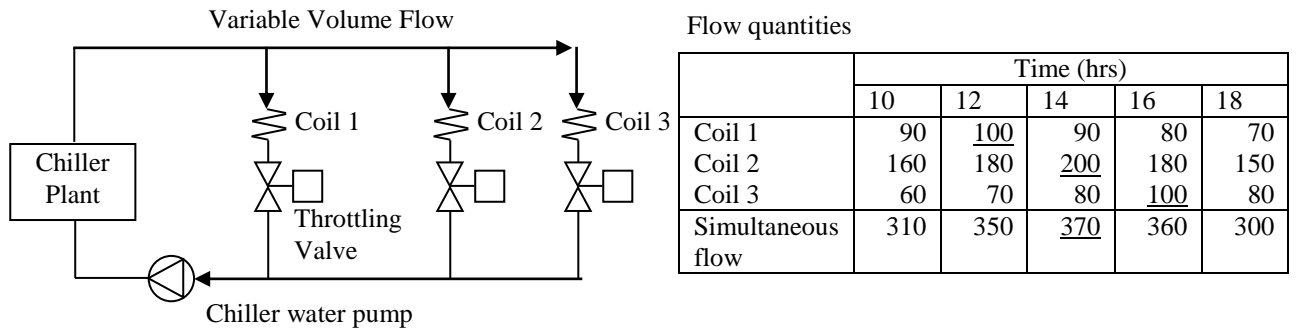 Variable Volume Flow
Coil 1
Coil 2
Coil 3
Chiller
Plant
Throttling
Valve
Chiller water pump
Flow quantities
Time (hrs)
10 12 14 16 18
Coil 1 90 100 90 80 70
Coil 2 160 180 200 180 150
Coil 3 60 70 80 100 80
Simultaneous 310 350 370 360 300
flow